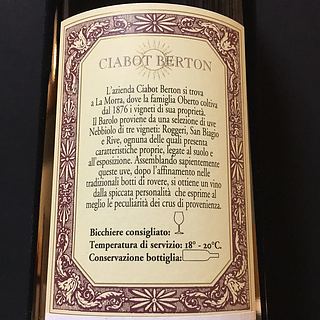 CIABOT BERTON
L'azienda Ciabot Berton si trova
a La Morra, dove la famiglia Oberto coltiva
dal 1876 i vigneti di sua proprietà.
Il Barolo proviene da una selezione di uve
Nebbiolo di tre vigneti: Roggeri, San Biagio
e Rive, ognuna delle quali presenta
caratteristiche proprie, legate al suolo e
all'esposizione. Assemblando sapientemente
queste uve, dopo l'affinamento nelle
tradizionali botti di rovere, si ottiene un vino
dalla spiccata personalità che esprime al
meglio le peculiarità dei crus di provenienza.
Bicchiere consigliato:
Temperatura di servizio: 18° - 20°C.
Conservazione bottiglia: